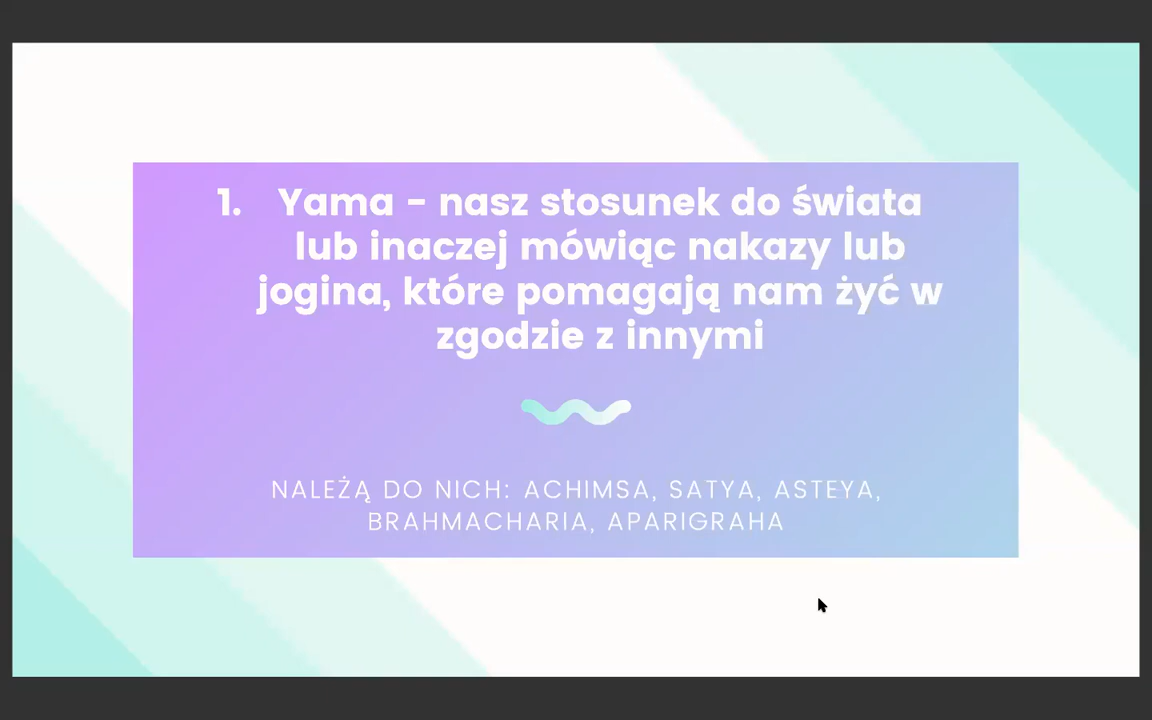 1. Yama - nasz stosunek do świata
lub inaczej mówiąc nakazy lub
jogina, które pomagają nam żyć w
zgodzie z innymi
NALEŻĄ DO NICH: ACHIMSA, SATYA, ASTEYA,
BRAHMACHARIA, APARIGRAHA